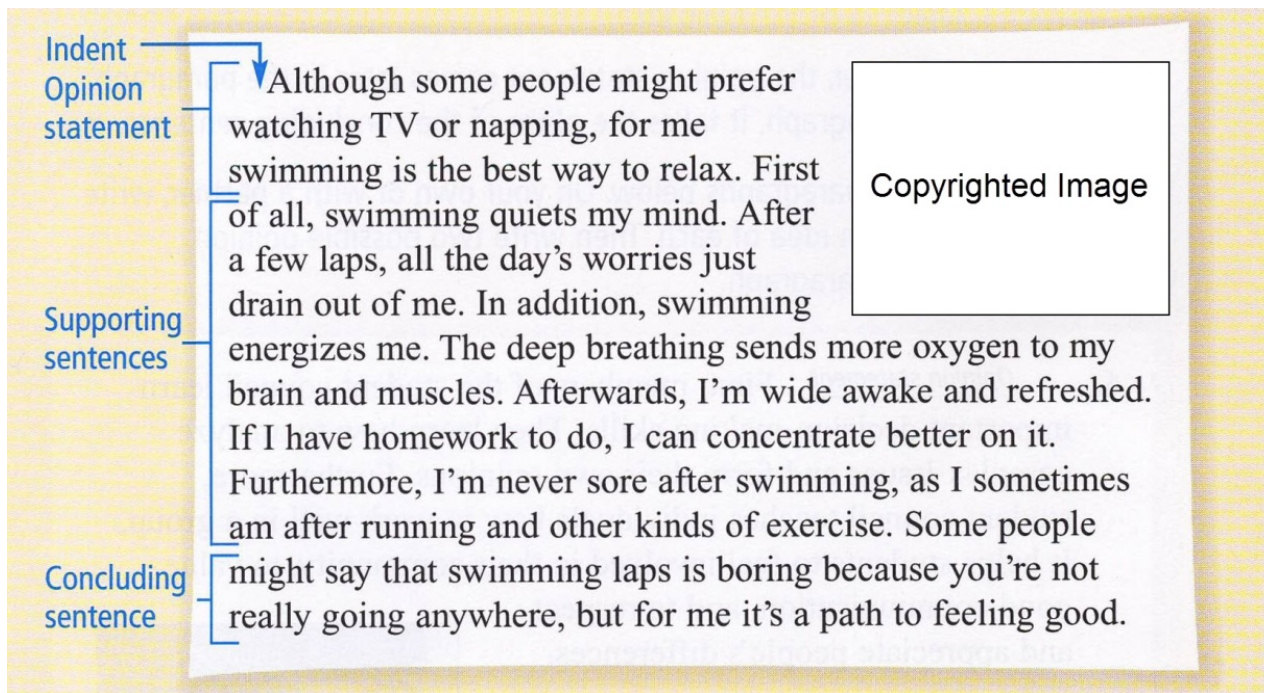 Indent
Opinion
statement
Although some people might prefer
watching TV or napping, for me
swimming is the best way to relax. First
of all, swimming quiets my mind. After
a few laps, all the day's worries just
drain out of me. In addition, swimming
energizes me. The deep breathing sends more oxygen to my
brain and muscles. Afterwards, I'm wide awake and refreshed.
If I have homework to do, I can concentrate better on it.
Furthermore, I'm never sore after swimming, as I sometimes
am after running and other kinds of exercise. Some people
might say that swimming laps is boring because you're not
really going anywhere, but for me it's a path to feeling good.
Supporting
sentences
Concluding
sentence
Copyrighted Image